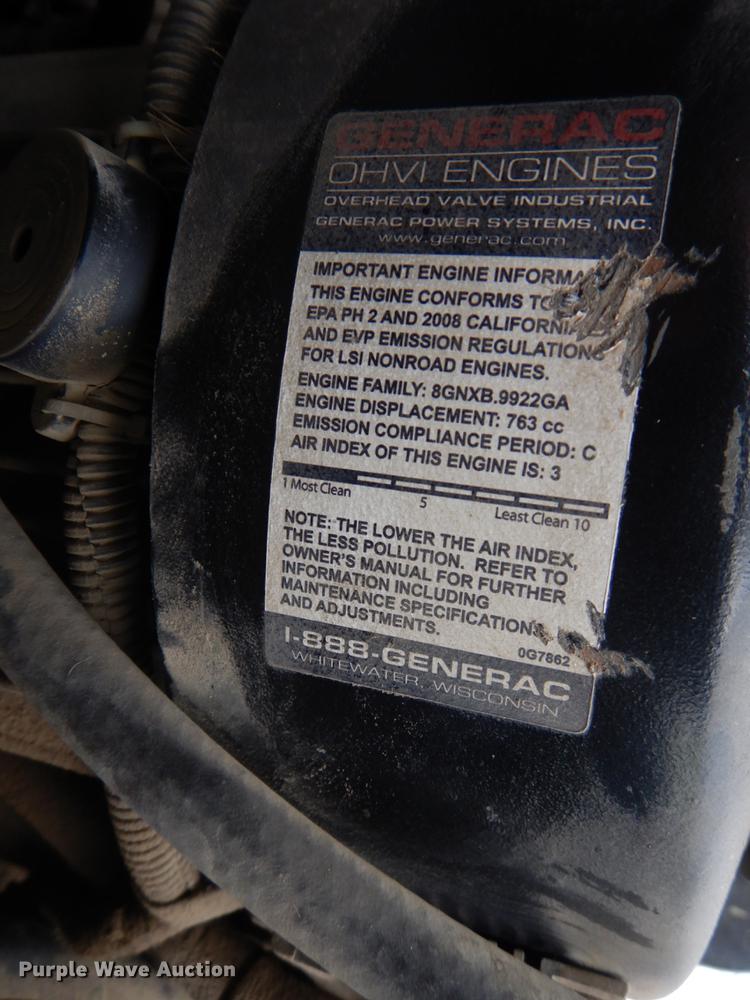 GENERAC
OHVI ENGINES
OVERHEAD VALVE INDUSTRIAL
GENERAC POWER SYSTEMS, INC.
www.generac.com
IMPORTANT ENGINE INFORMA
THIS ENGINE CONFORMS TO
EPA PH 2 AND 2008 CALIFORNIA
AND EVP EMISSION REGULATIONS
FOR LSI NONROAD ENGINES.
ENGINE FAMILY: 8GNXB.9922GA
ENGINE DISPLACEMENT: 763 cc
EMISSION COMPLIANCE PERIOD: C
AIR INDEX OF THIS ENGINE IS: 3
1 Most Clean 5 Least Clean 10
NOTE: THE LOWER THE AIR INDEX,
THE LESS POLLUTION. REFER TO
OWNER'S MANUAL FOR FURTHER
INFORMATION INCLUDING
MAINTENANCE SPECIFICATIONS
AND ADJUSTMENTS.
0G7862
1-888-GENERAC
WHITEWATER, WISCONSIN
Purple Wave Auction